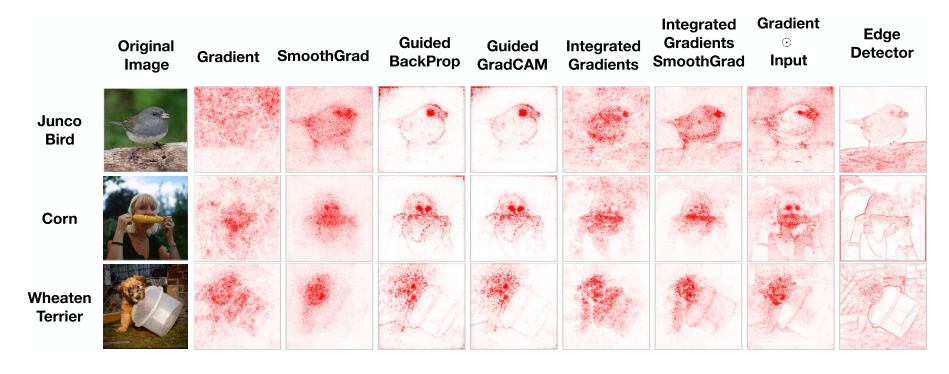 Original
Image
Gradient
SmoothGrad
Guided
BackProp
Guided
GradCAM
Integrated
Gradients
Integrated
Gradients
SmoothGrad
Gradient
⊙
Input
Edge
Detector
Junco
Bird
Corn
Wheaten
Terrier